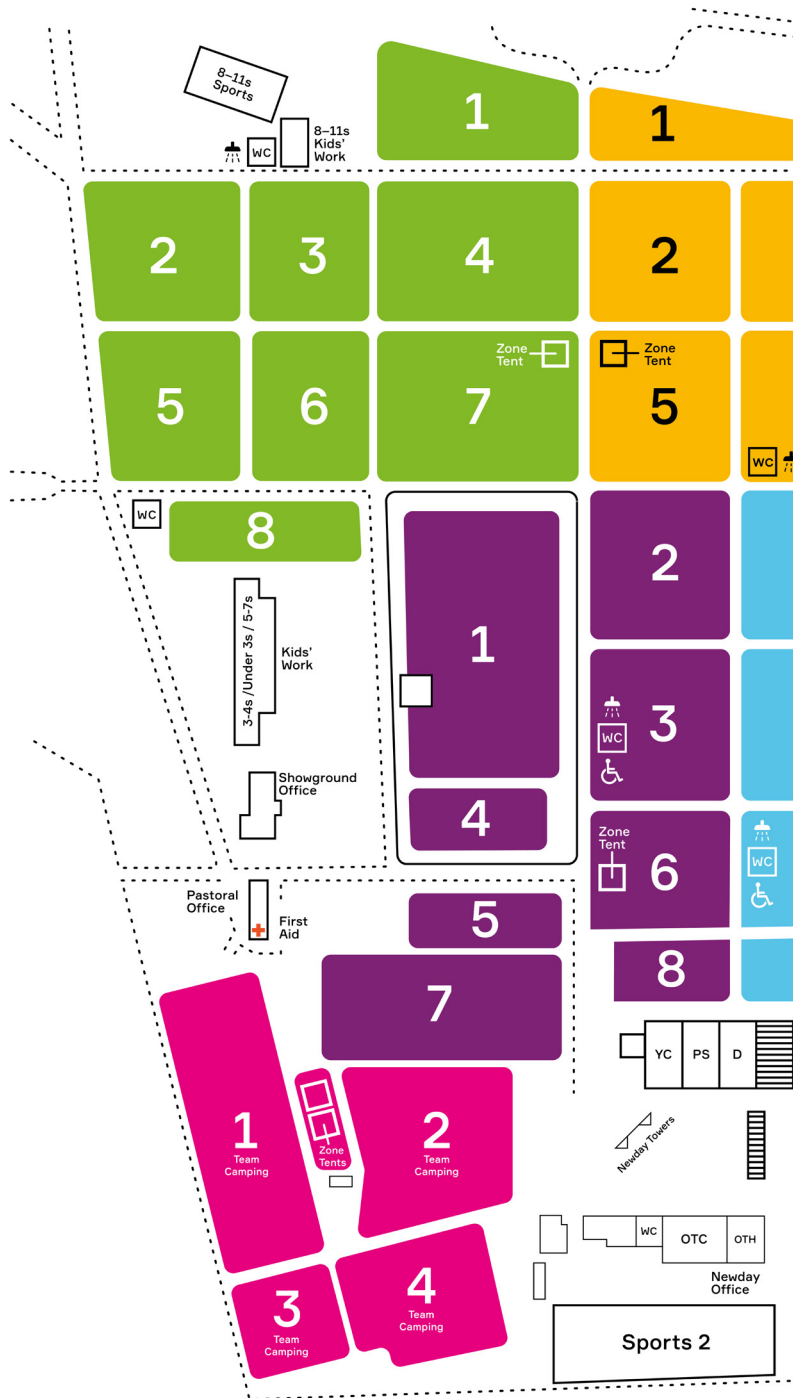 8–11s
Sports
8–11s
Kids'
Work
WC
1
1
2
3
4
2
Zone
Tent
Zone
Tent
5
6
7
5
WC
WC
8
2
1
3-4s /Under 3s / 5-7s
Kids'
Work
3
WC
Showground
Office
4
Zone
Tent
6
WC
Pastoral
Office
First
Aid
5
8
7
YC
PS
D
1
Team
Camping
Zone
Tents
2
Team
Camping
Newday Towers
WC
OTC
OTH
Newday
Office
3
Team
Camping
4
Team
Camping
Sports 2